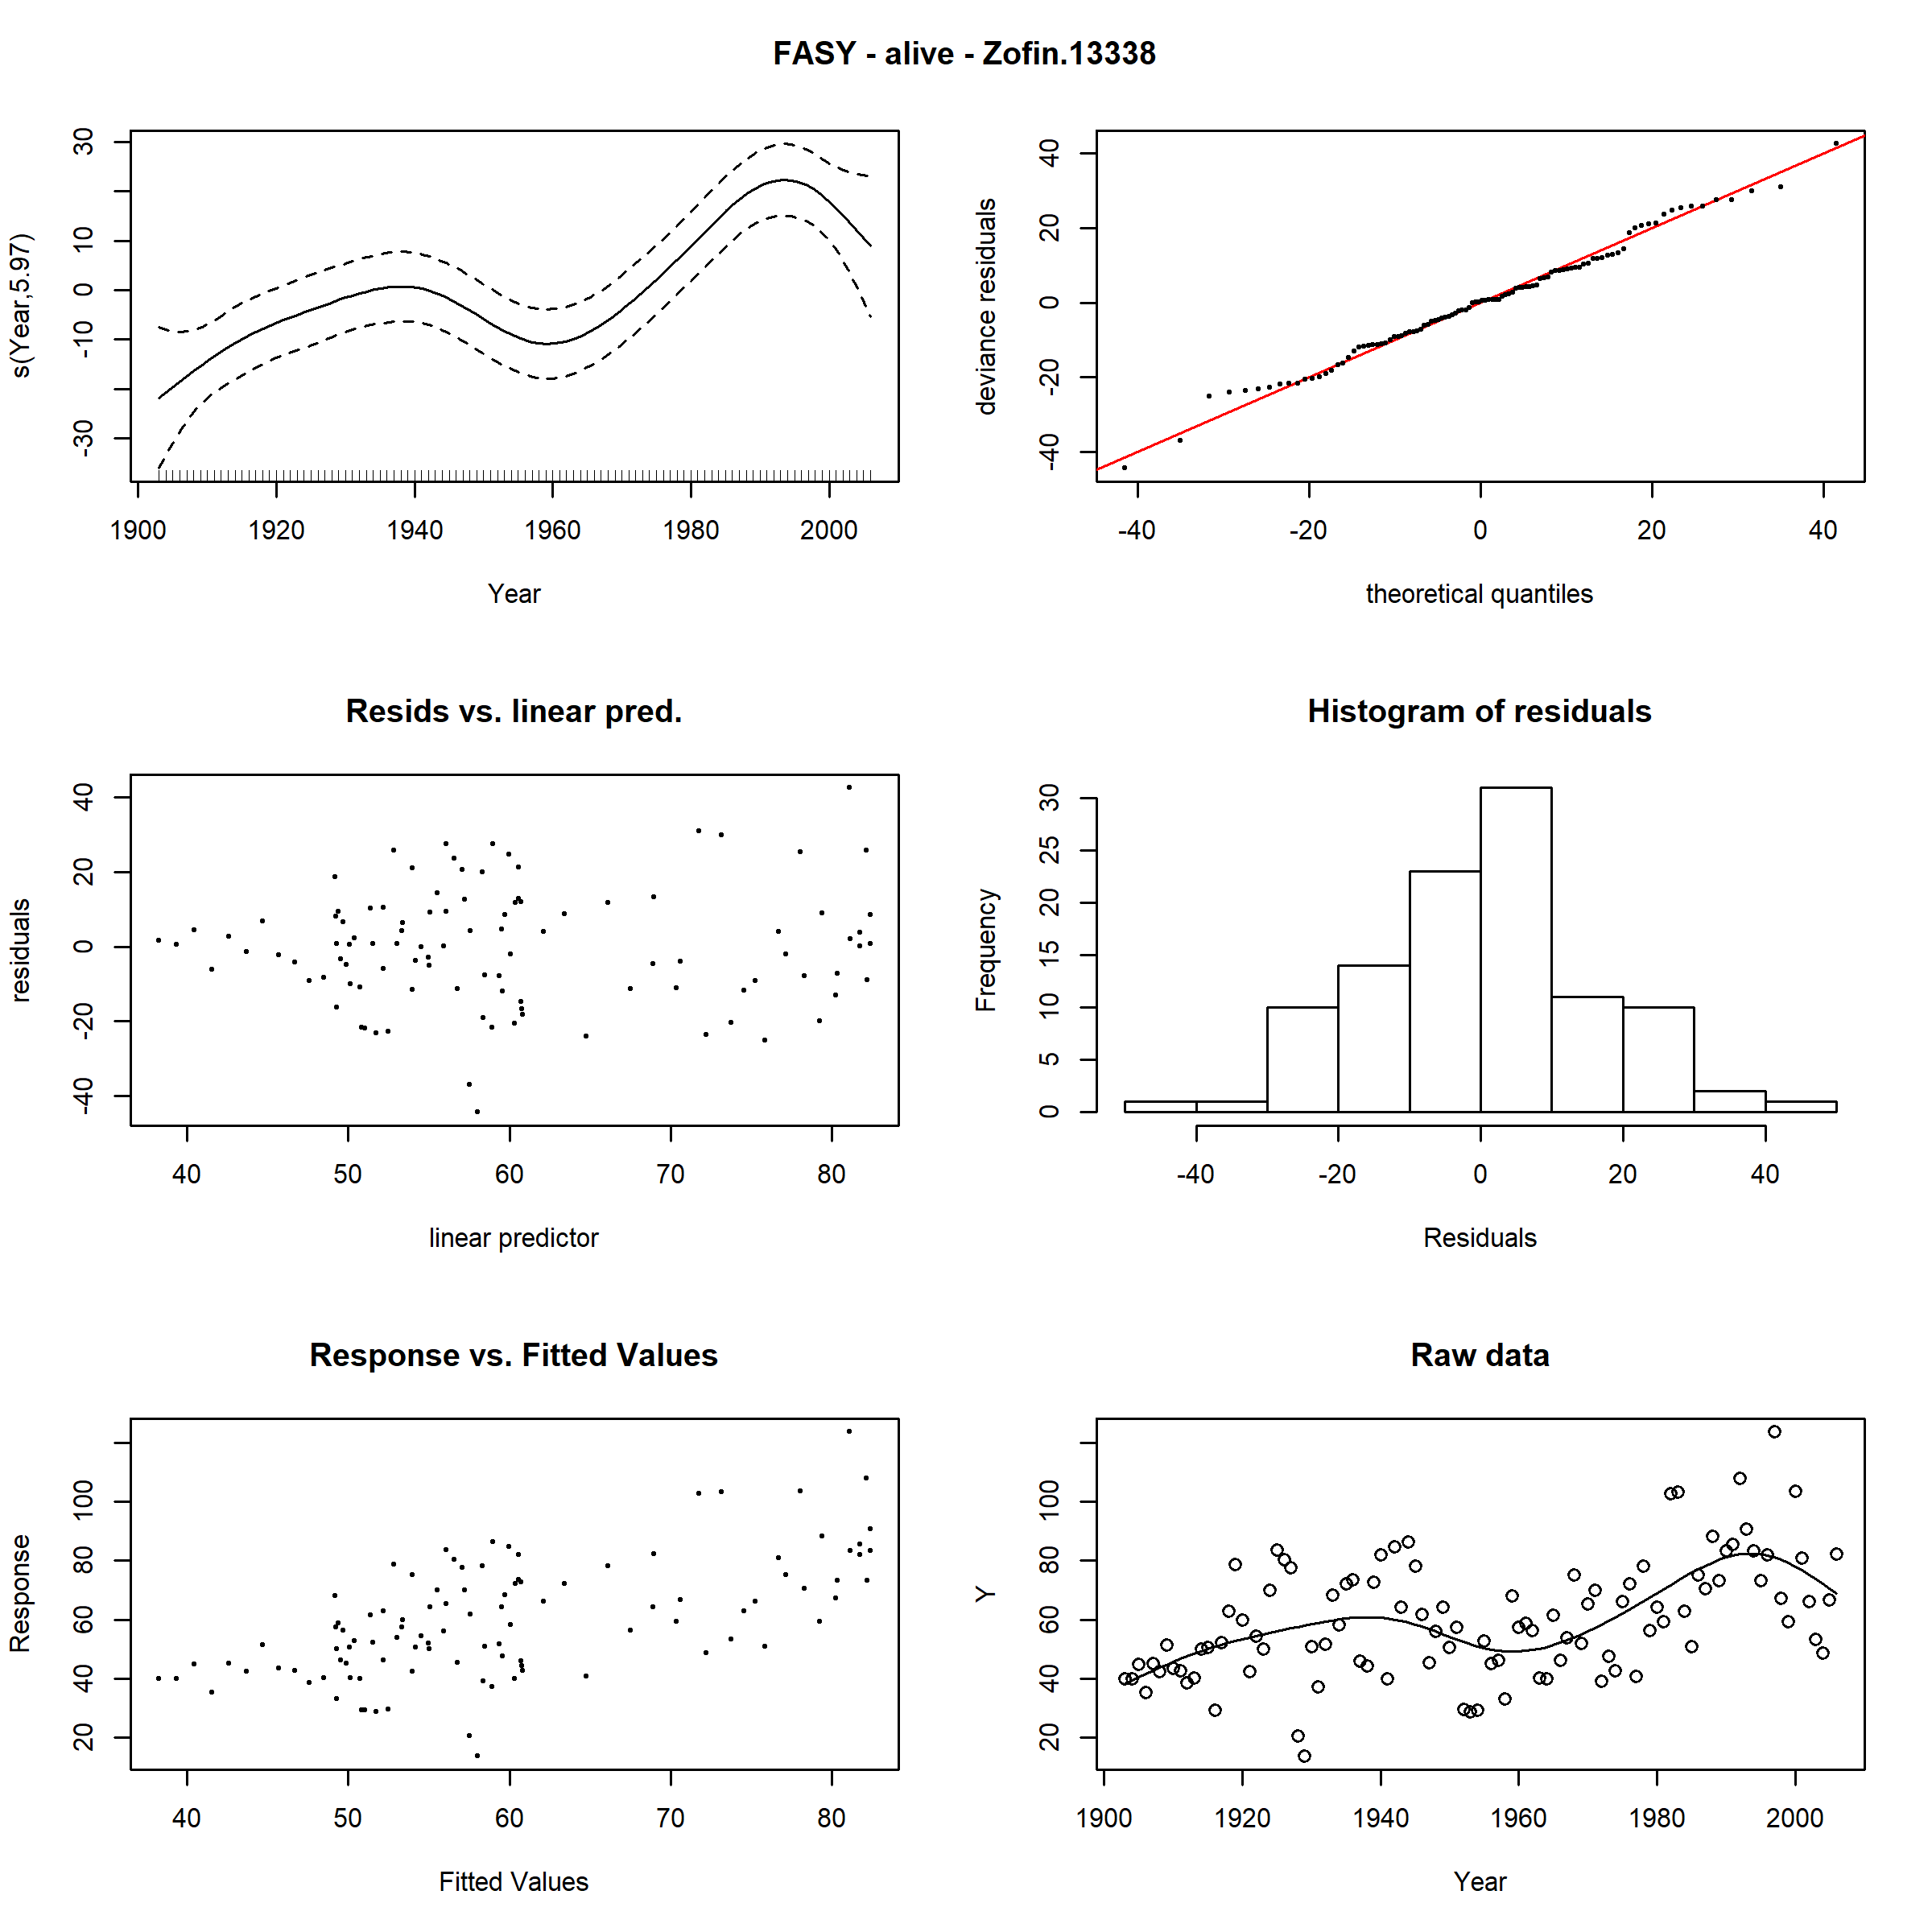 FASY - alive - Zofin.13338
s(Year,5.97)
30
10
0
-10
-30
1900 1920 1940 1960 1980 2000
Year
deviance residuals
40
20
0
-20
-40
-40 -20 0 20 40
theoretical quantiles
Resids vs. linear pred.
residuals
40
20
0
-20
-40
40 50 60 70 80
linear predictor
Histogram of residuals
Frequency
30
25
20
15
10
5
0
-40 -20 0 20 40
Residuals
Response vs. Fitted Values
Response
100
80
60
40
20
40 50 60 70 80
Fitted Values
Raw data
Y
100
80
60
40
20
1900 1920 1940 1960 1980 2000
Year